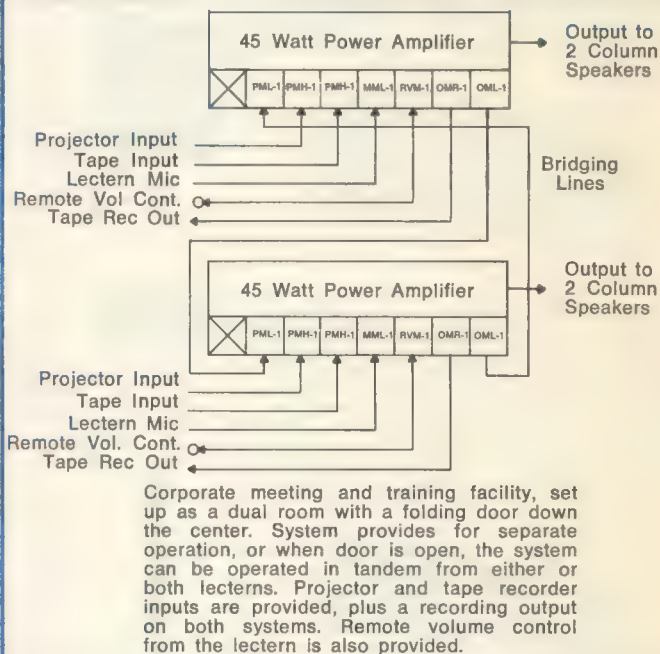 45 Watt Power Amplifier
Output to
2 Column
Speakers
PML-1 PMH-1 PMH-1 MML-1 RVM-1 OMR-1 OML-1
Projector Input
Tape Input
Lectern Mic
Remote Vol Cont.
Tape Rec Out
Bridging
Lines
45 Watt Power Amplifier
Output to
2 Column
Speakers
PML-1 PMH-1 PMH-1 MML-1 RVM-1 OMR-1 OML-1
Projector Input
Tape Input
Lectern Mic
Remote Vol. Cont.
Tape Rec Out
Corporate meeting and training facility, set
up as a dual room with a folding door down
the center. System provides for separate
operation, or when door is open, the system
can be operated in tandem from either or
both lecterns. Projector and tape recorder
inputs are provided, plus a recording output
on both systems. Remote volume control
from the lectern is also provided.